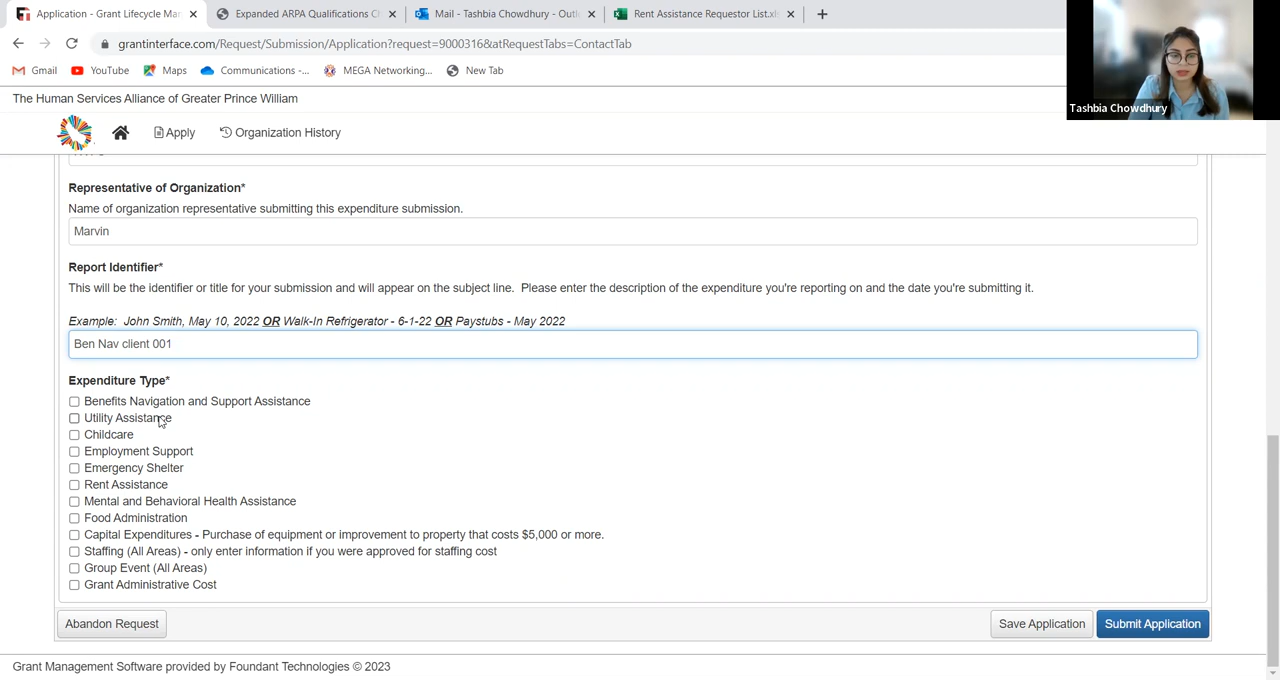 Application - Grant Lifecycle Mar
Expanded ARPA Qualifications C
Mail - Tashbia Chowdhury - Outl
Rent Assistance Requestor List.xl
grantinterface.com/Request/Submission/Application?request=9000316&atRequestTabs=ContactTab
Gmail
YouTube
Maps
Communications -...
MEGA Networking...
New Tab
Tashbia Chowdhury
The Human Services Alliance of Greater Prince William
Apply
Organization History
Representative of Organization*
Name of organization representative submitting this expenditure submission.
Marvin
Report Identifier*
This will be the identifier or title for your submission and will appear on the subject line. Please enter the description of the expenditure you're reporting on and the date you're submitting it.
Example: John Smith, May 10, 2022 OR Walk-In Refrigerator - 6-1-22 OR Paystubs - May 2022
Ben Nav client 001
Expenditure Type*
Benefits Navigation and Support Assistance
Utility Assistance
Childcare
Employment Support
Emergency Shelter
Rent Assistance
Mental and Behavioral Health Assistance
Food Administration
Capital Expenditures - Purchase of equipment or improvement to property that costs $5,000 or more.
Staffing (All Areas) - only enter information if you were approved for staffing cost
Group Event (All Areas)
Grant Administrative Cost
Abandon Request
Save Application
Submit Application
Grant Management Software provided by Foundant Technologies © 2023